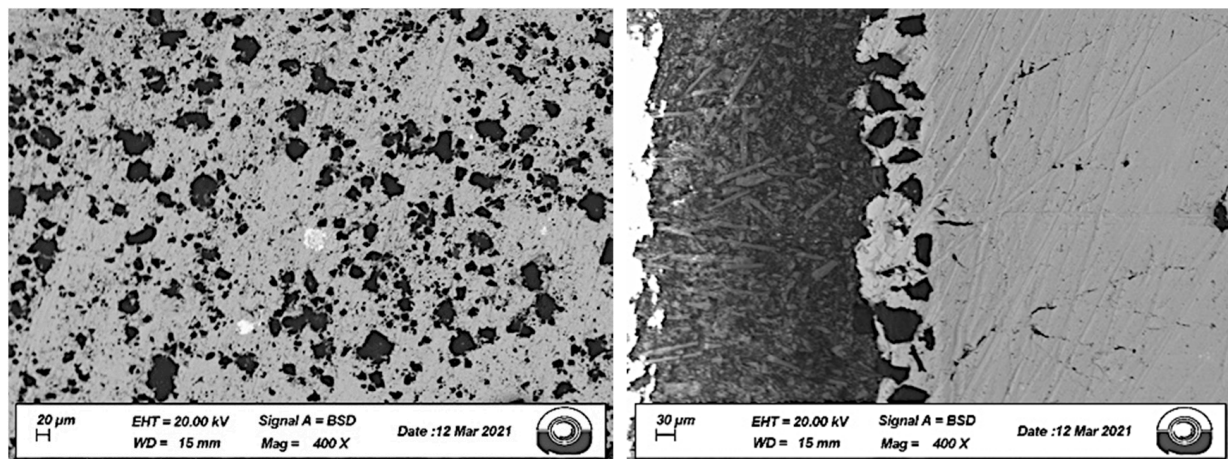 20 µm EHT = 20.00 kV Signal A = BSD Date :12 Mar 2021
WD = 15 mm Mag = 400 X
30 µm EHT = 20.00 kV Signal A = BSD Date :12 Mar 2021
WD = 15 mm Mag = 400 X